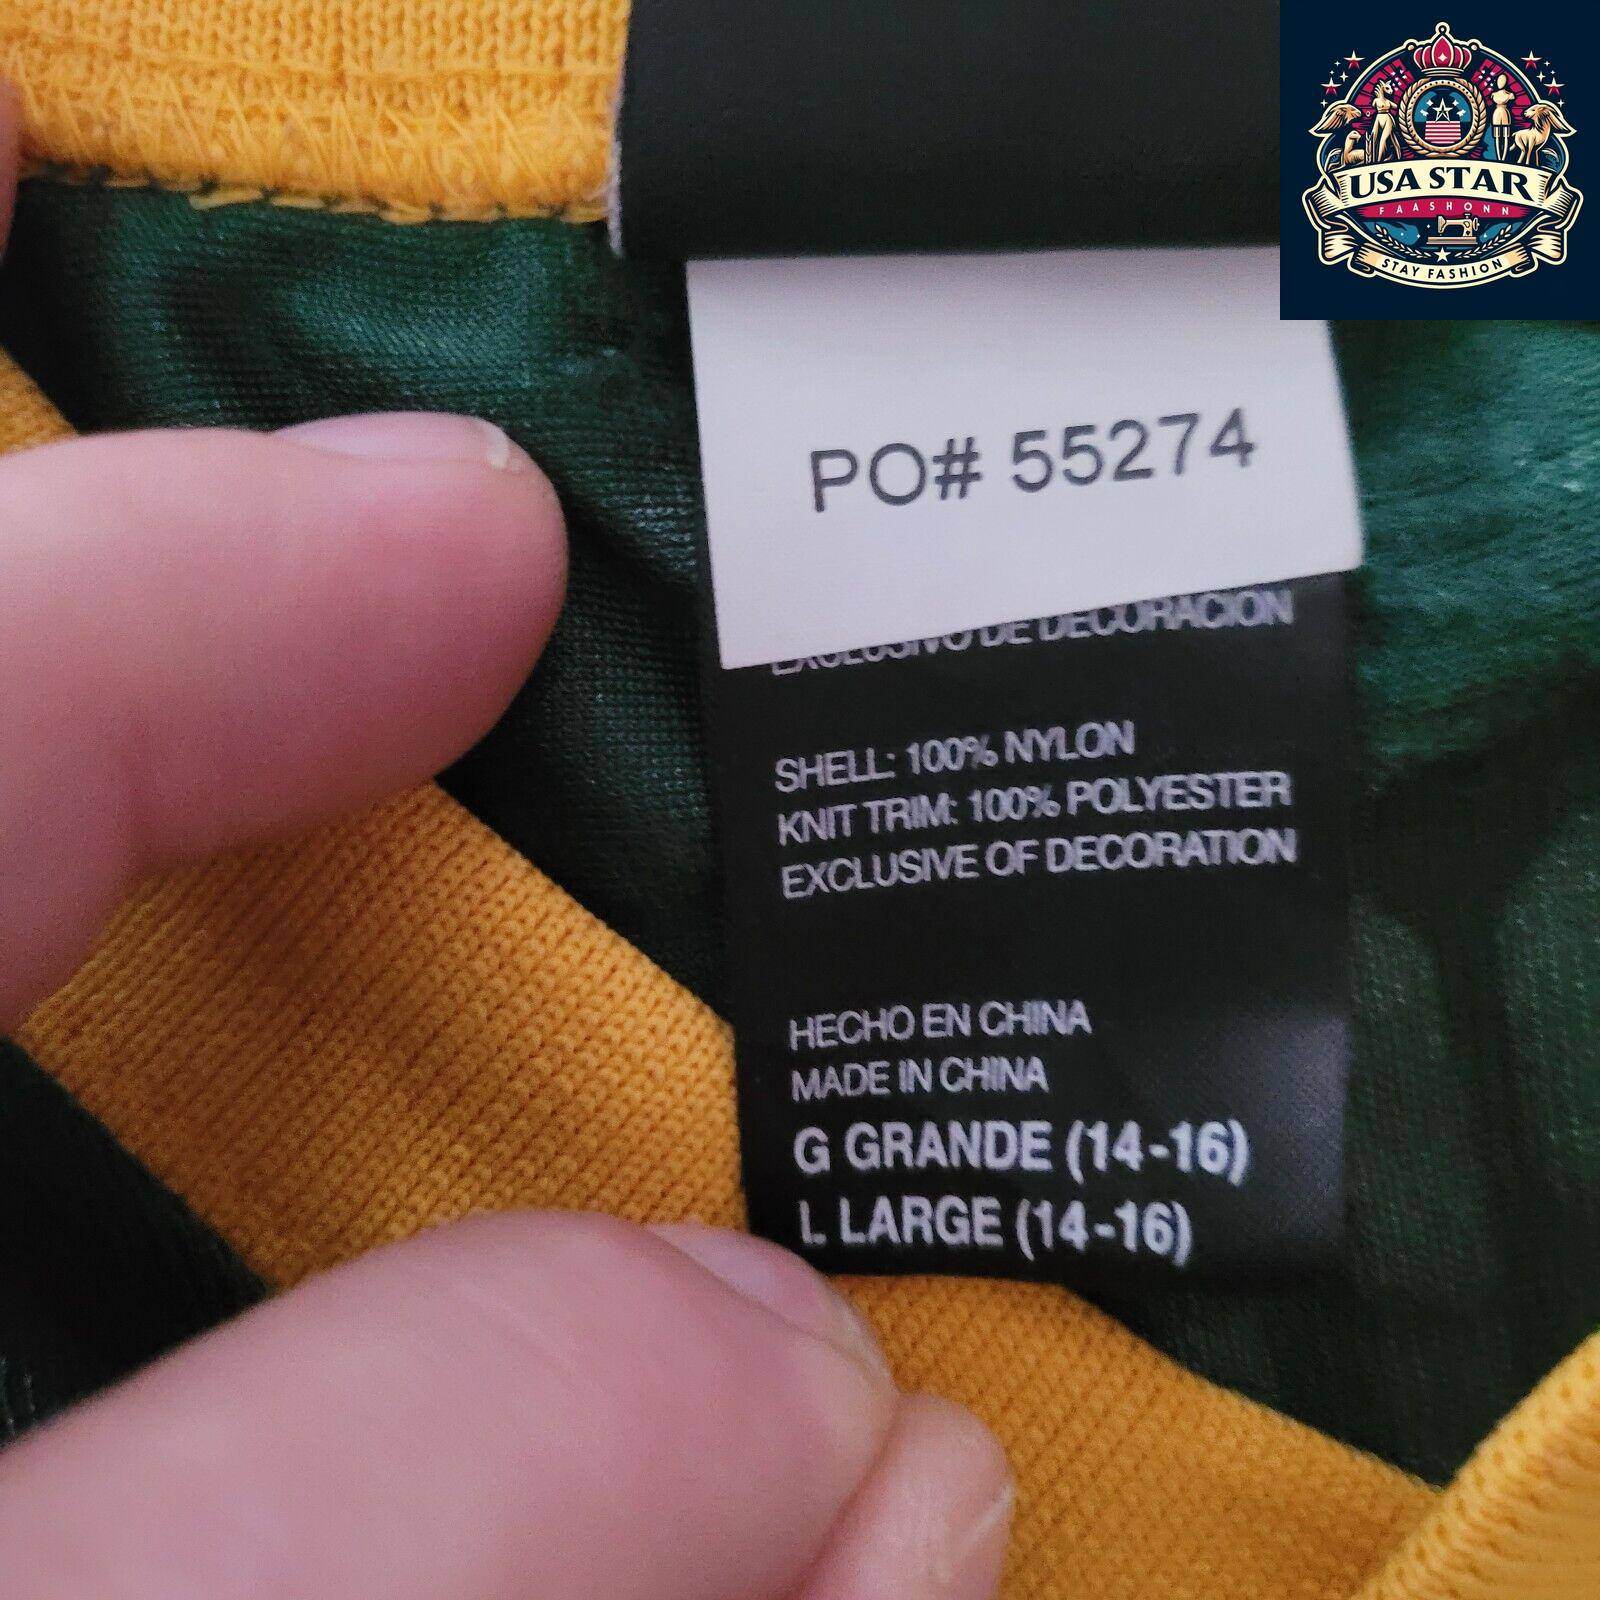 USA STAR
FAASHONN
STAY FASHION
PO# 55274
EXCLUSIVO DE DECORACION
SHELL: 100% NYLON
KNIT TRIM: 100% POLYESTER
EXCLUSIVE OF DECORATION
HECHO EN CHINA
MADE IN CHINA
G GRANDE (14-16)
L LARGE (14-16)